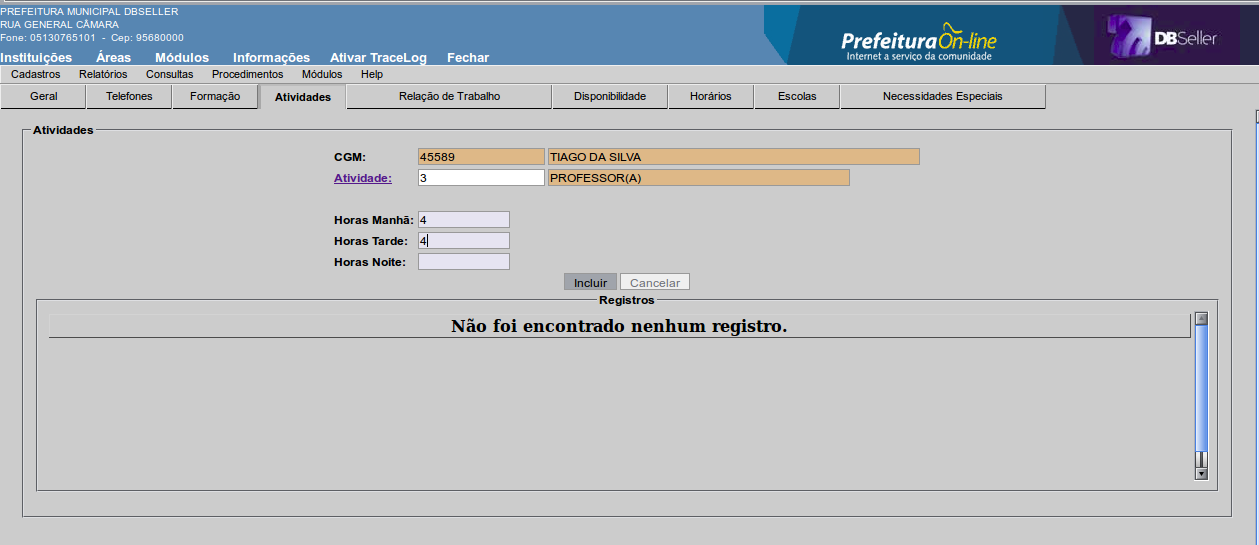 PREFEITURA MUNICIPAL DBSELLER
RUA GENERAL CÂMARA
Fone: 05130765101 - Cep: 95680000
PrefeituraOn-line
Internet a serviço da comunidade
DBSeller
Instituições Áreas Módulos Informações Ativar TraceLog Fechar
Cadastros Relatórios Consultas Procedimentos Módulos Help
Geral Telefones Formação Atividades Relação de Trabalho Disponibilidade Horários Escolas Necessidades Especiais
Atividades
CGM: 45589 TIAGO DA SILVA
Atividade: 3 PROFESSOR(A)
Horas Manhã: 4
Horas Tarde: 4
Horas Noite:
Incluir Cancelar
Registros
Não foi encontrado nenhum registro.